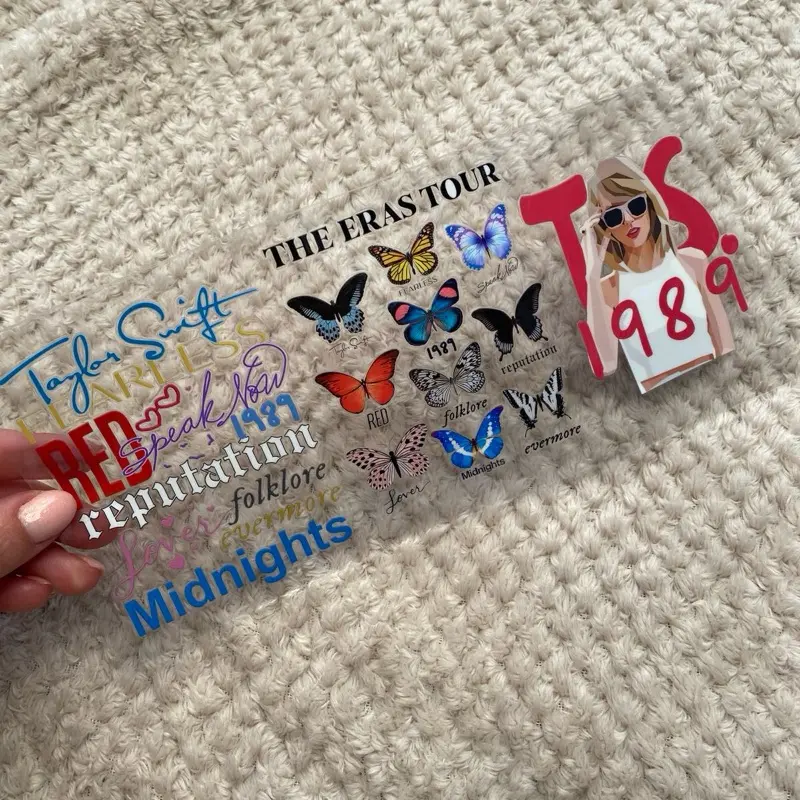 Taylor Swift
FEARLESS
RED
Speak Now
1989
reputation
folklore
Lover
evermore
Midnights
THE ERAS TOUR
FEARLESS
Speak Now
Taylor Swift
1989
reputation
RED
folklore
evermore
Lover
Midnights
T.S.
1989